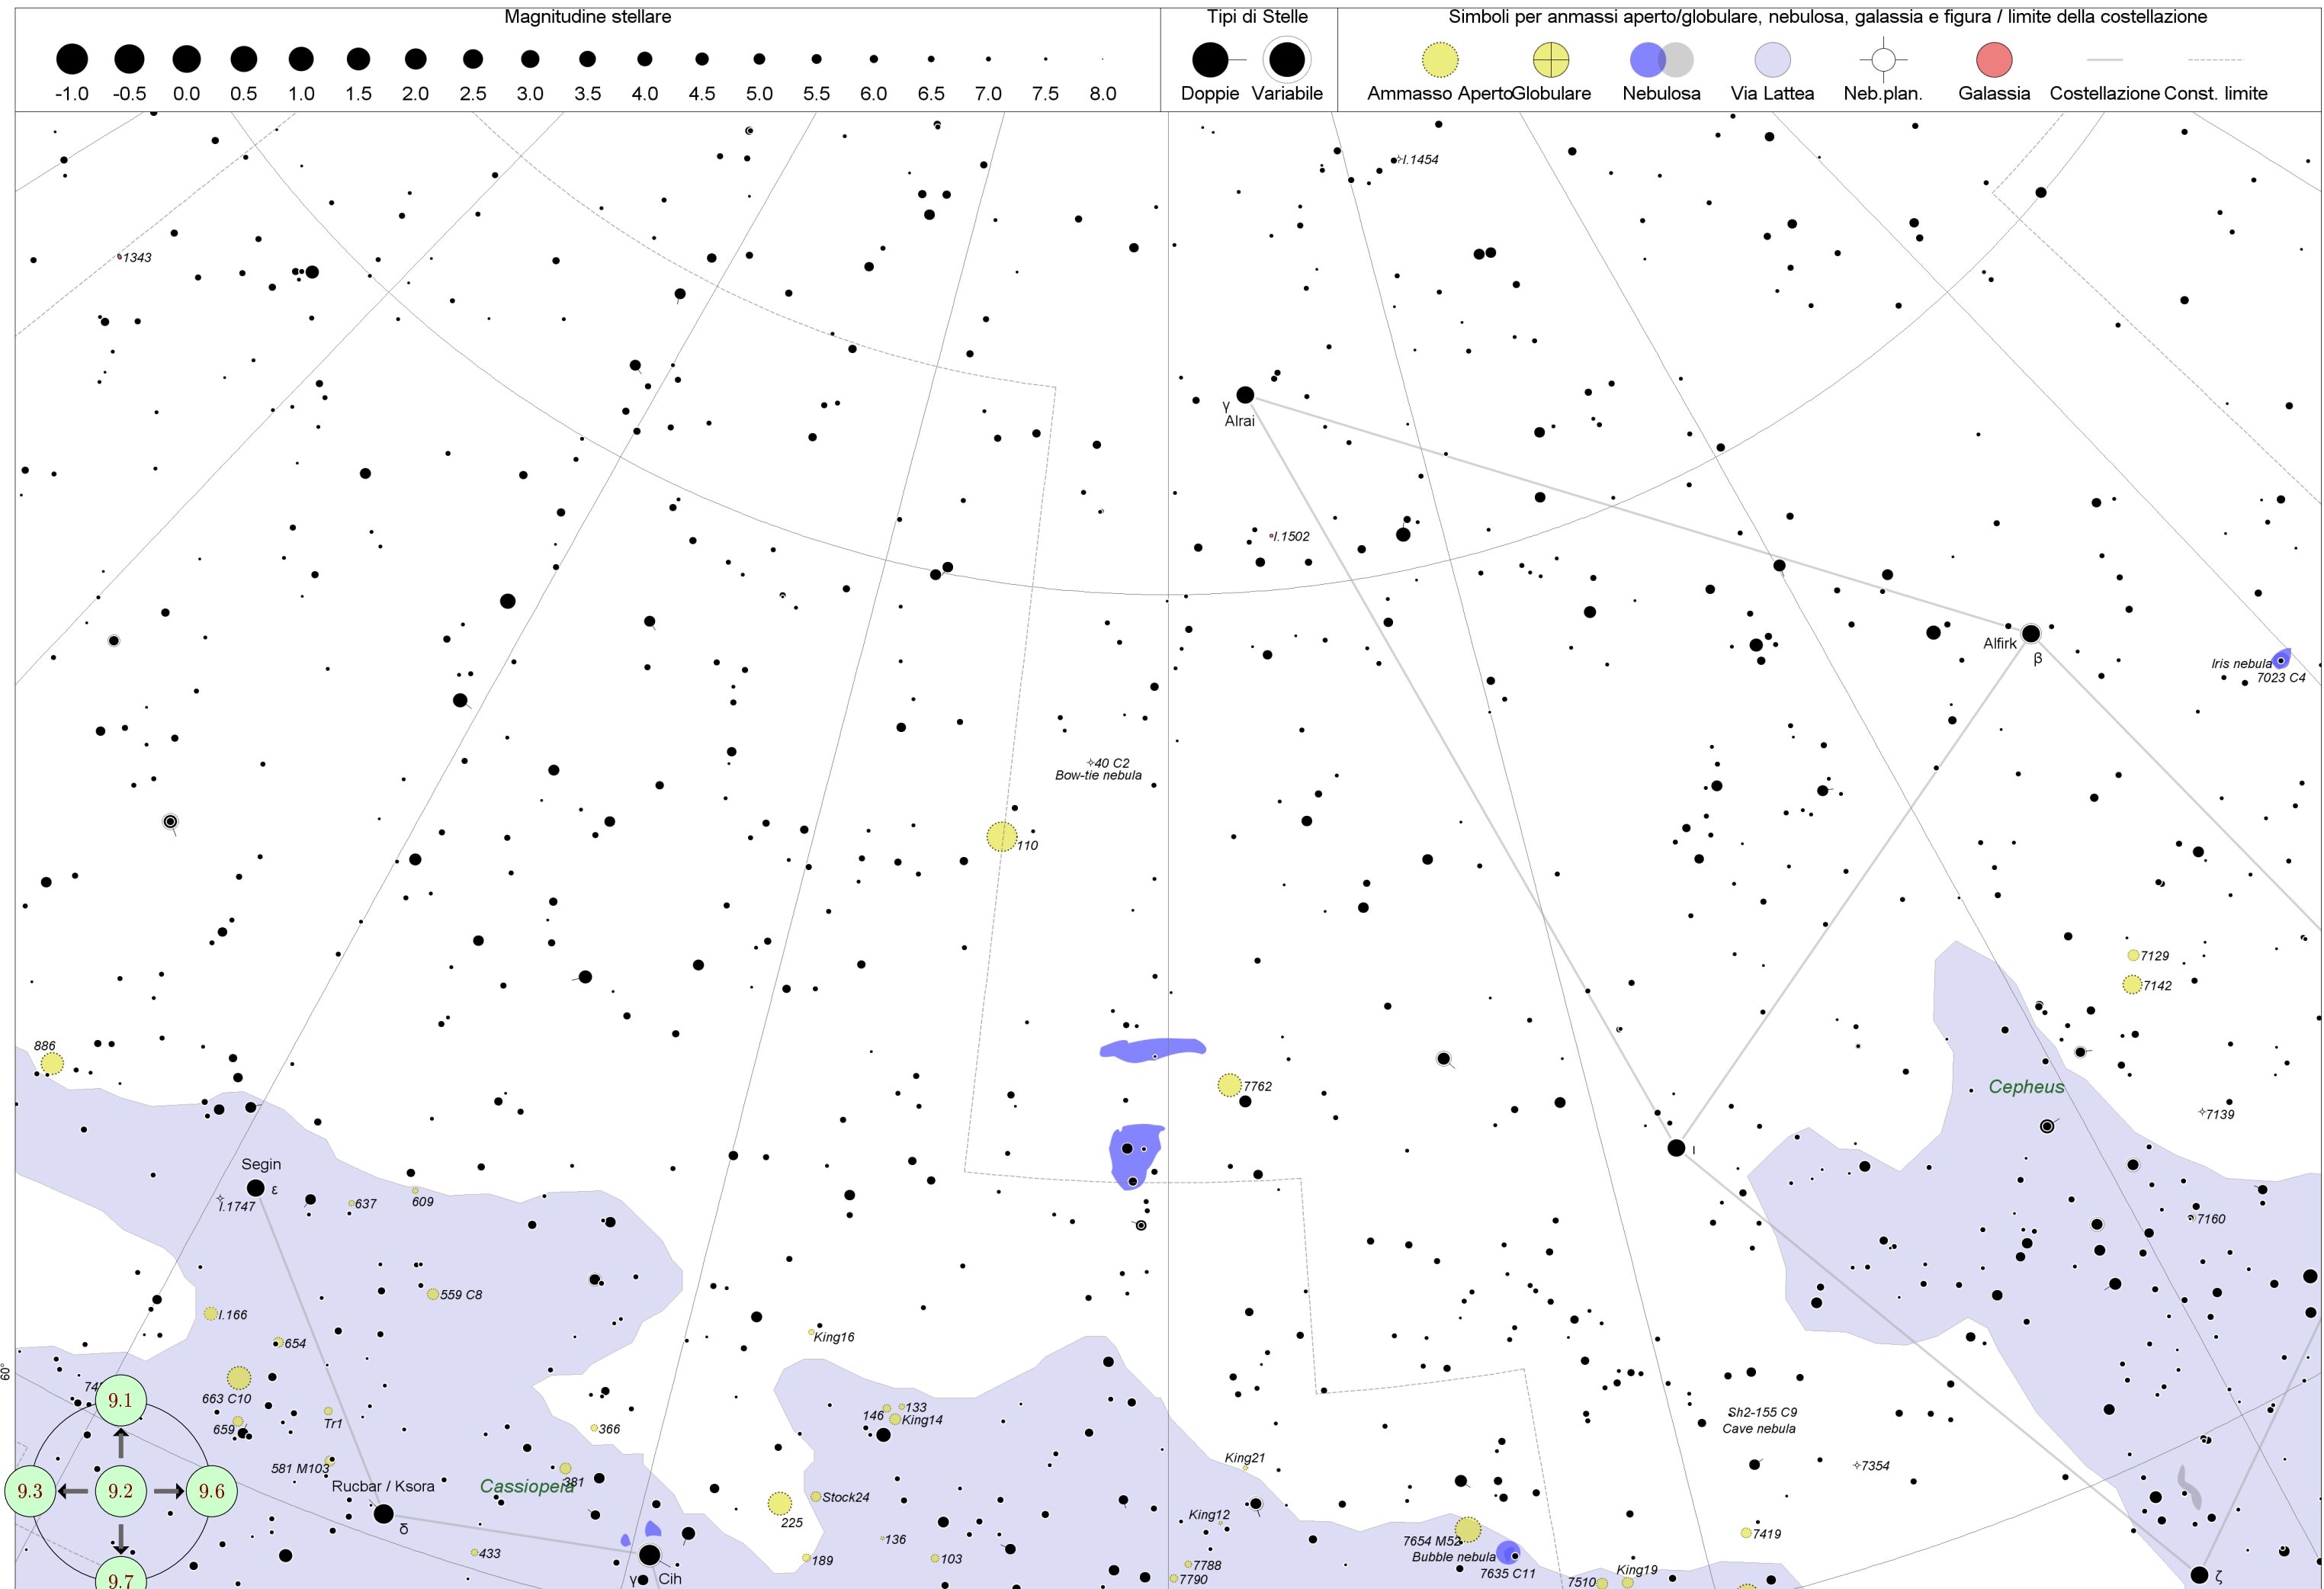 Magnitudine stellare
Tipi di Stelle
Simboli per anmassi aperto/globulare, nebulosa, galassia e figura / limite della costellazione
-1.0 -0.5 0.0 0.5 1.0 1.5 2.0 2.5 3.0 3.5 4.0 4.5 5.0 5.5 6.0 6.5 7.0 7.5 8.0
Doppie Variabile
Ammasso Aperto Globulare Nebulosa Via Lattea Neb.plan. Galassia Costellazione Const. limite
I.1454
1343
γ
Alrai
I.1502
Alfirk
β
Iris nebula
7023 C4
40 C2
Bow-tie nebula
110
7129
7142
886
7762
Cepheus
7139
Segin
ε
I.1747
637
609
ι
7160
559 C8
I.166
654
King16
60°
663 C10
659
Tr1
366
146
133
King14
Sh2-155 C9
Cave nebula
581 M103
King21
7354
Rucbar / Ksora
Cassiopeia
381
Stock24
225
King12
δ
136
7654 M52
7419
Bubble nebula
7635 C11
433
189
103
7788
7790
γ
Cih
7510
King19
ζ
9.1
9.3
9.2
9.6
9.7